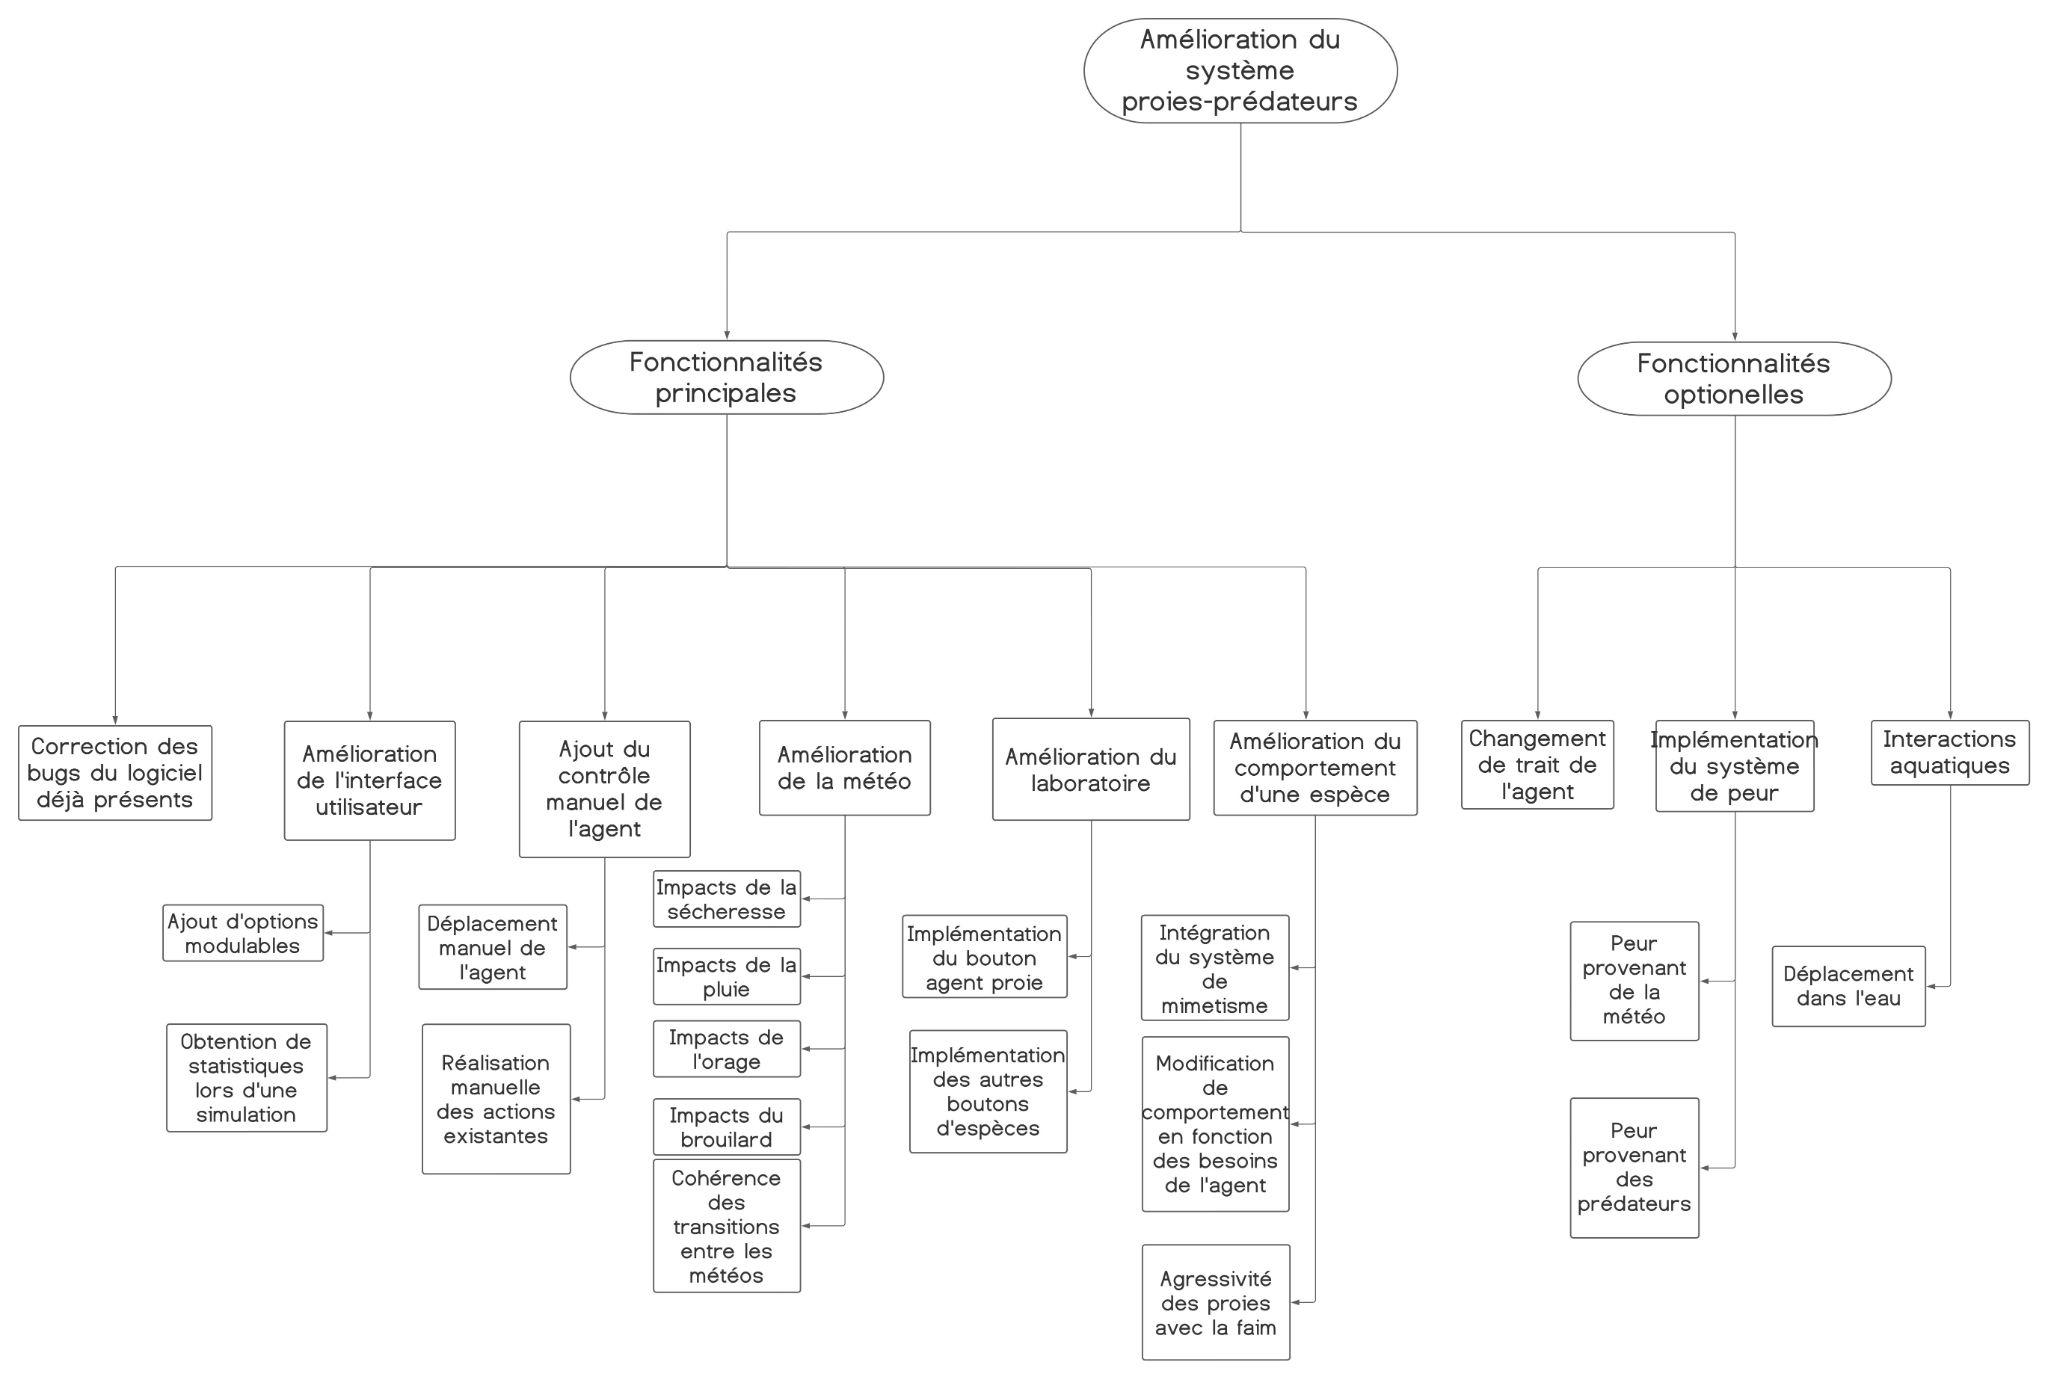 Amélioration du
système
proies-prédateurs
Fonctionnalités
principales
Fonctionnalités
optionelles
Correction des
bugs du logiciel
déjà présents
Amélioration
de l'interface
utilisateur
Ajout du
contrôle
manuel de
l'agent
Amélioration
de la météo
Amélioration du
laboratoire
Amélioration du
comportement
d'une espèce
Changement
de trait de
l'agent
Implémentation
du système
de peur
Interactions
aquatiques
Ajout d'options
modulables
Obtention de
statistiques
lors d'une
simulation
Déplacement
manuel de
l'agent
Réalisation
manuelle
des actions
existantes
Impacts de la
sécheresse
Impacts de la
pluie
Impacts de
l'orage
Impacts du
brouilard
Cohérence
des
transitions
entre les
météos
Implémentation
du bouton
agent proie
Implémentation
des autres
boutons
d'espèces
Intégration
du système
de
mimetisme
Modification
de
comportement
en fonction
des besoins
de l'agent
Agressivité
des proies
avec la faim
Peur
provenant
de la
météo
Peur
provenant
des
prédateurs
Déplacement
dans l'eau